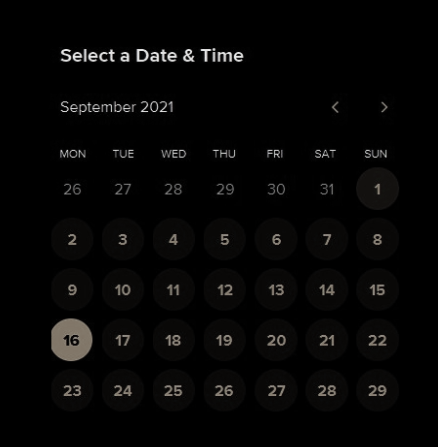 Select a Date & Time
September 2021
MON TUE WED THU FRI SAT SUN
26 27 28 29 30 31 1
2 3 4 5 6 7 8
9 10 11 12 13 14 15
16 17 18 19 20 21 22
23 24 25 26 27 28 29